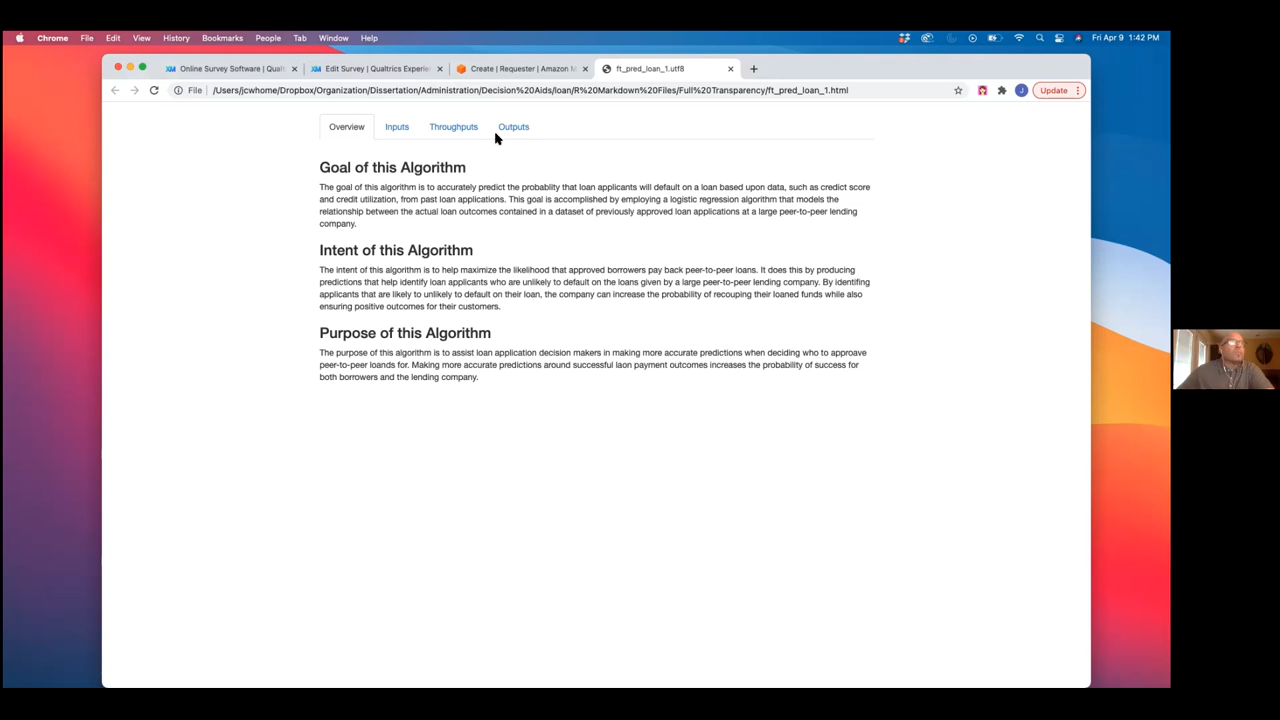 Chrome File Edit View History Bookmarks People Tab Window Help Fri Apr 9 1:42 PM
Online Survey Software | Qualt Edit Survey | Qualtrics Experie Create | Requester | Amazon M ft_pred_loan_1.utf8
File /Users/jcwhome/Dropbox/Organization/Dissertation/Administration/Decision%20Aids/loan/R%20Markdown%20Files/Full%20Transparency/ft_pred_loan_1.html J Update
Overview Inputs Throughputs Outputs
Goal of this Algorithm
The goal of this algorithm is to accurately predict the probablity that loan applicants will default on a loan based upon data, such as credict score
and credit utilization, from past loan applications. This goal is accomplished by employing a logistic regression algorithm that models the
relationship between the actual loan outcomes contained in a dataset of previously approved loan applications at a large peer-to-peer lending
company.
Intent of this Algorithm
The intent of this algorithm is to help maximize the likelihood that approved borrowers pay back peer-to-peer loans. It does this by producing
predictions that help identify loan applicants who are unlikely to default on the loans given by a large peer-to-peer lending company. By identifing
applicants that are likely to unlikely to default on their loan, the company can increase the probability of recouping their loaned funds while also
ensuring positive outcomes for their customers.
Purpose of this Algorithm
The purpose of this algorithm is to assist loan application decision makers in making more accurate predictions when deciding who to approave
peer-to-peer loands for. Making more accurate predictions around successful laon payment outcomes increases the probability of success for
both borrowers and the lending company.